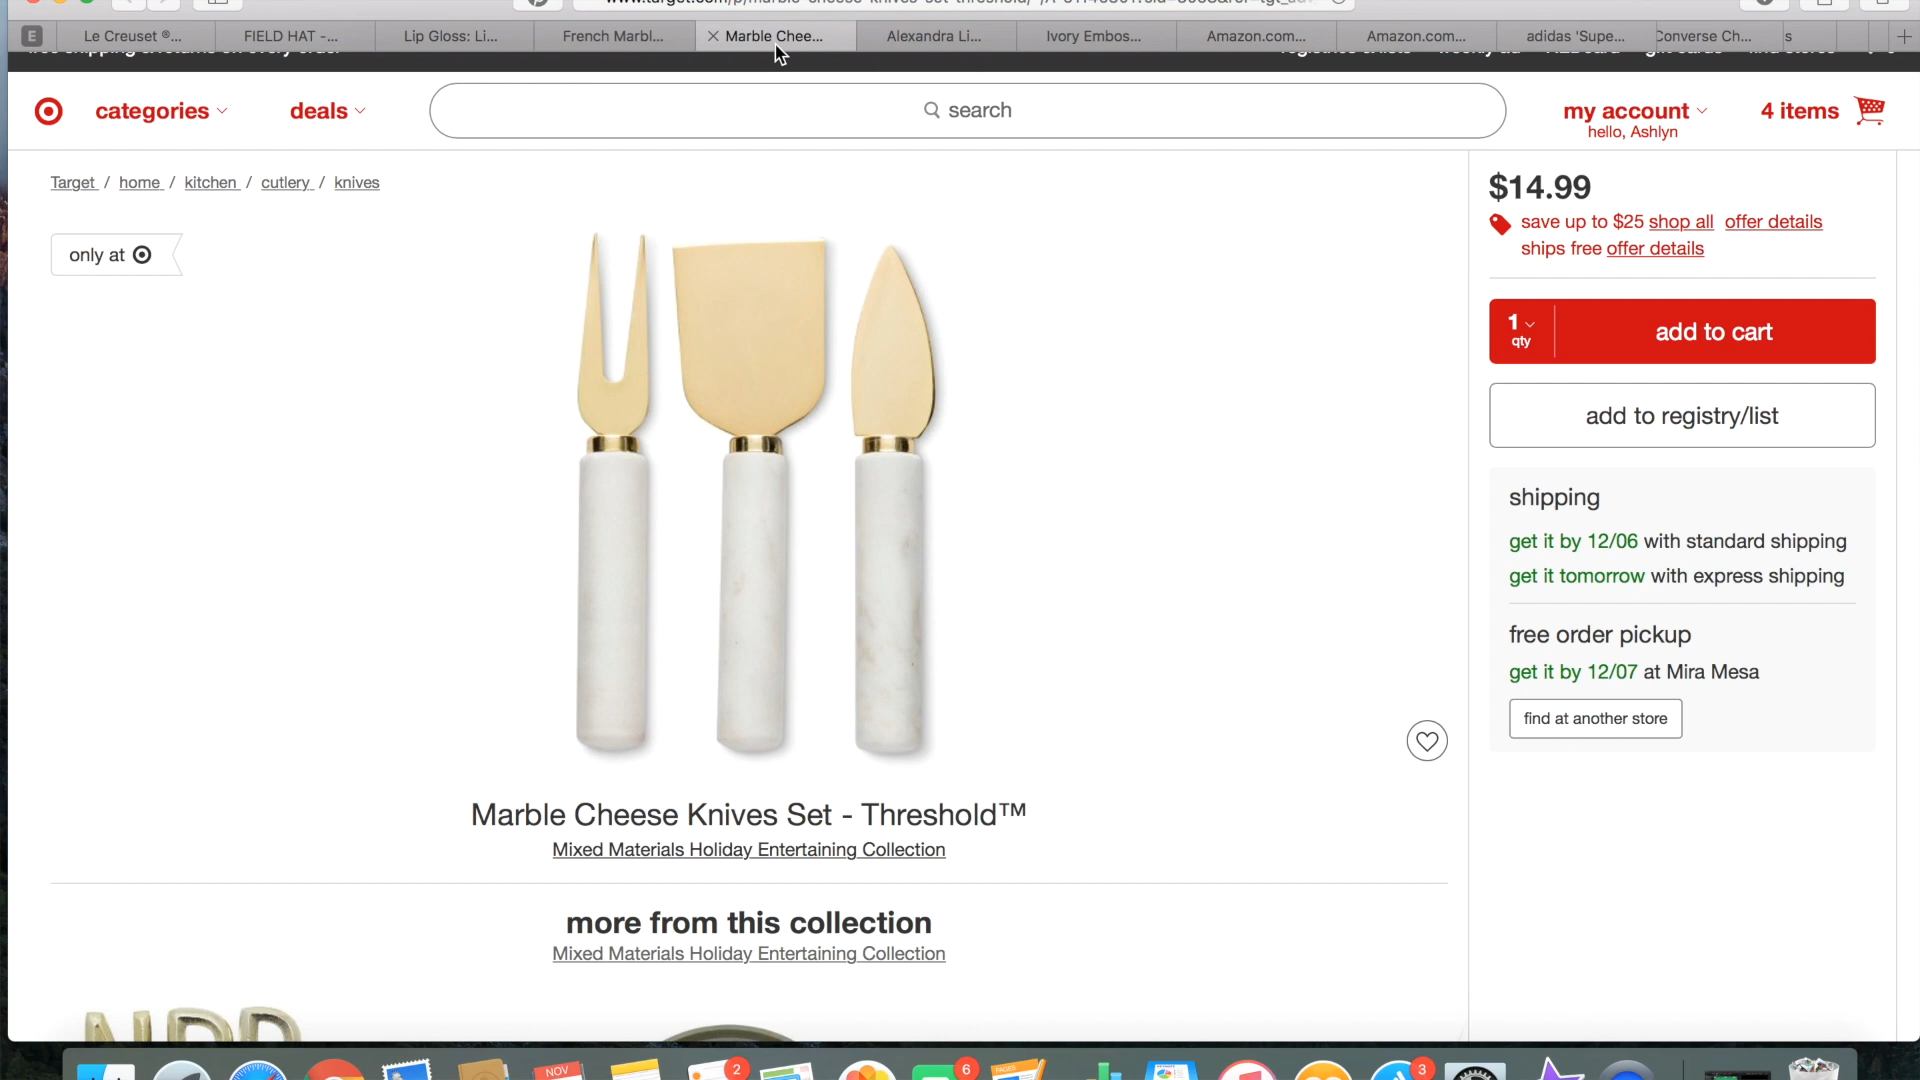 E
Le Creuset ®...
FIELD HAT -...
Lip Gloss: Li...
French Marbl...
Marble Chee...
Alexandra Li...
Ivory Embos...
Amazon.com...
Amazon.com...
adidas 'Supe...
Converse Ch...
s
categories
deals
search
my account
hello, Ashlyn
4 items
Target / home / kitchen / cutlery / knives
only at
$14.99
save up to $25 shop all offer details
ships free offer details
1
qty
add to cart
add to registry/list
shipping
get it by 12/06 with standard shipping
get it tomorrow with express shipping
free order pickup
get it by 12/07 at Mira Mesa
find at another store
Marble Cheese Knives Set - Threshold™
Mixed Materials Holiday Entertaining Collection
more from this collection
Mixed Materials Holiday Entertaining Collection
NOV
2
6
PAGES
3